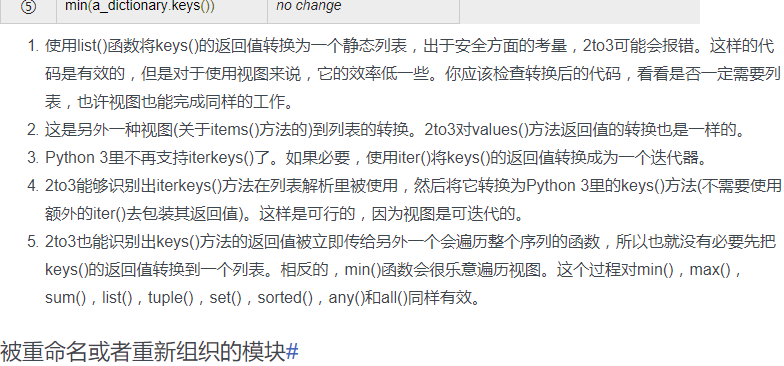 ⑤ min(a_dictionary.keys()) no change
1. 使用list()函数将keys()的返回值转换为一个静态列表，出于安全方面的考量，2to3可能会报错。这样的代
码是有效的，但是对于使用视图来说，它的效率低一些。你应该检查转换后的代码，看看是否一定需要列
表，也许视图也能完成同样的工作。
2. 这是另外一种视图(关于items()方法的)到列表的转换。2to3对values()方法返回值的转换也是一样的。
3. Python 3里不再支持iterkeys()了。如果必要，使用iter()将keys()的返回值转换成为一个迭代器。
4. 2to3能够识别出iterkeys()方法在列表解析里被使用，然后将它转换为Python 3里的keys()方法(不需要使用
额外的iter()去包装其返回值)。这样是可行的，因为视图是可迭代的。
5. 2to3也能识别出keys()方法的返回值被立即传给另外一个会遍历整个序列的函数，所以也就没有必要先把
keys()的返回值转换到一个列表。相反的，min()函数会很乐意遍历视图。这个过程对min()，max()，
sum()，list()，tuple()，set()，sorted()，any()和all()同样有效。
被重命名或者重新组织的模块#